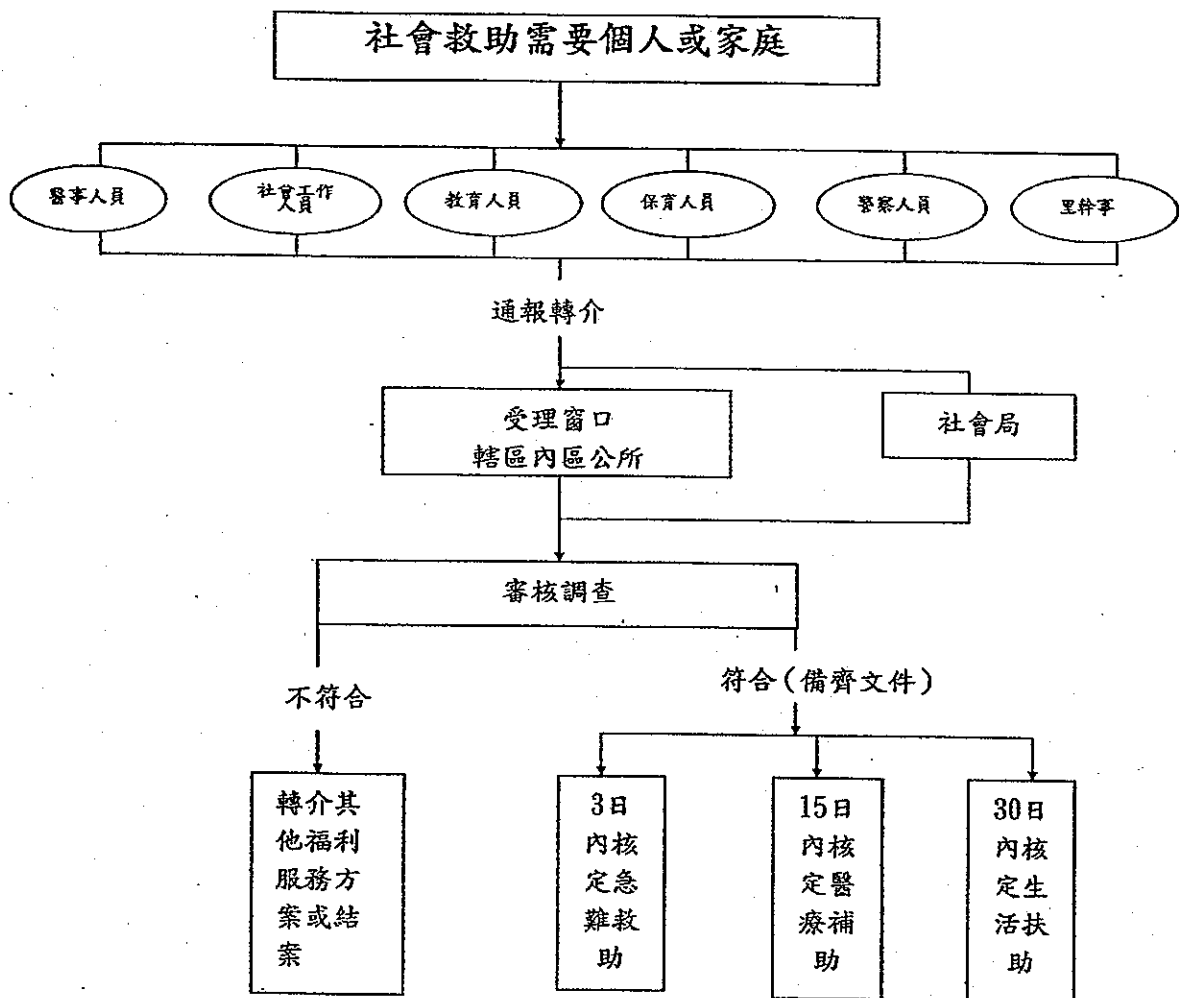 社會救助需要個人或家庭
醫事人員
社會工作
人員
教育人員
保育人員
警察人員
里幹事
通報轉介
受理窗口
轄區內區公所
社會局
審核調查
不符合
符合(備齊文件)
轉介其
他福利
服務方
案或結
案
3日
內核
定急
難救
助
15日
內核
定醫
療補
助
30日
內核
定生
活扶
助